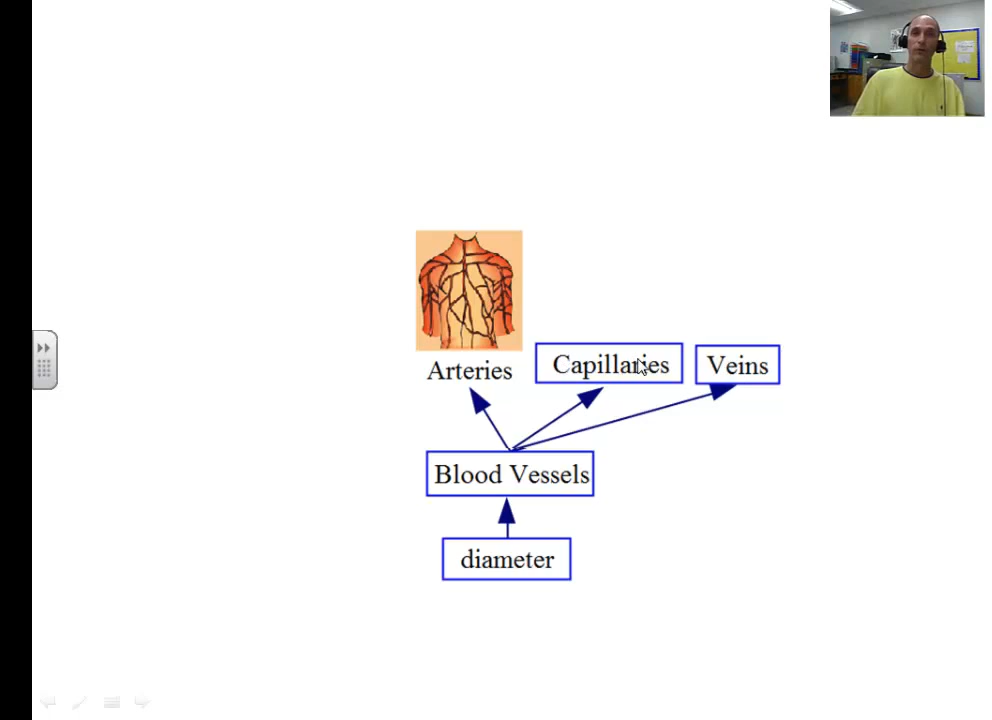 Arteries
Capillaries
Veins
Blood Vessels
diameter